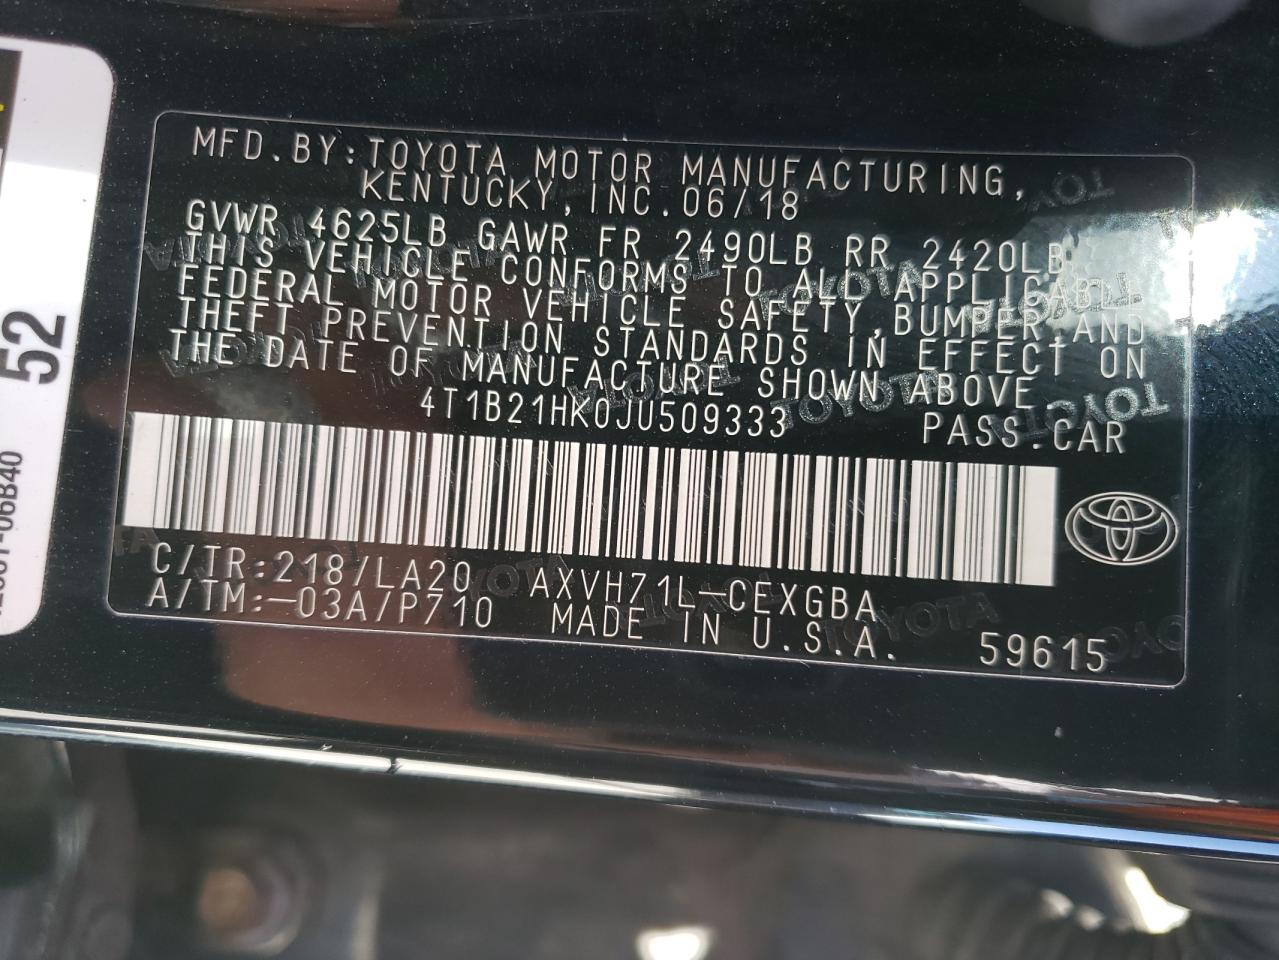 MFD.BY:TOYOTA MOTOR MANUFACTURING,
KENTUCKY,INC.06/18
GVWR 4625LB GAWR FR 2490LB RR 2420LB
THIS VEHICLE CONFORMS TO ALL APPLICABLE
FEDERAL MOTOR VEHICLE SAFETY,BUMPER,AND
THEFT PREVENTION STANDARDS IN EFFECT ON
THE DATE OF MANUFACTURE SHOWN ABOVE
4T1B21HK0JU509333 PASS.CAR
C/TR:218/LA20 AXVH71L-CEXGBA
A/TM:-03A/P710 MADE IN U.S.A. 59615
52
TOYOTA